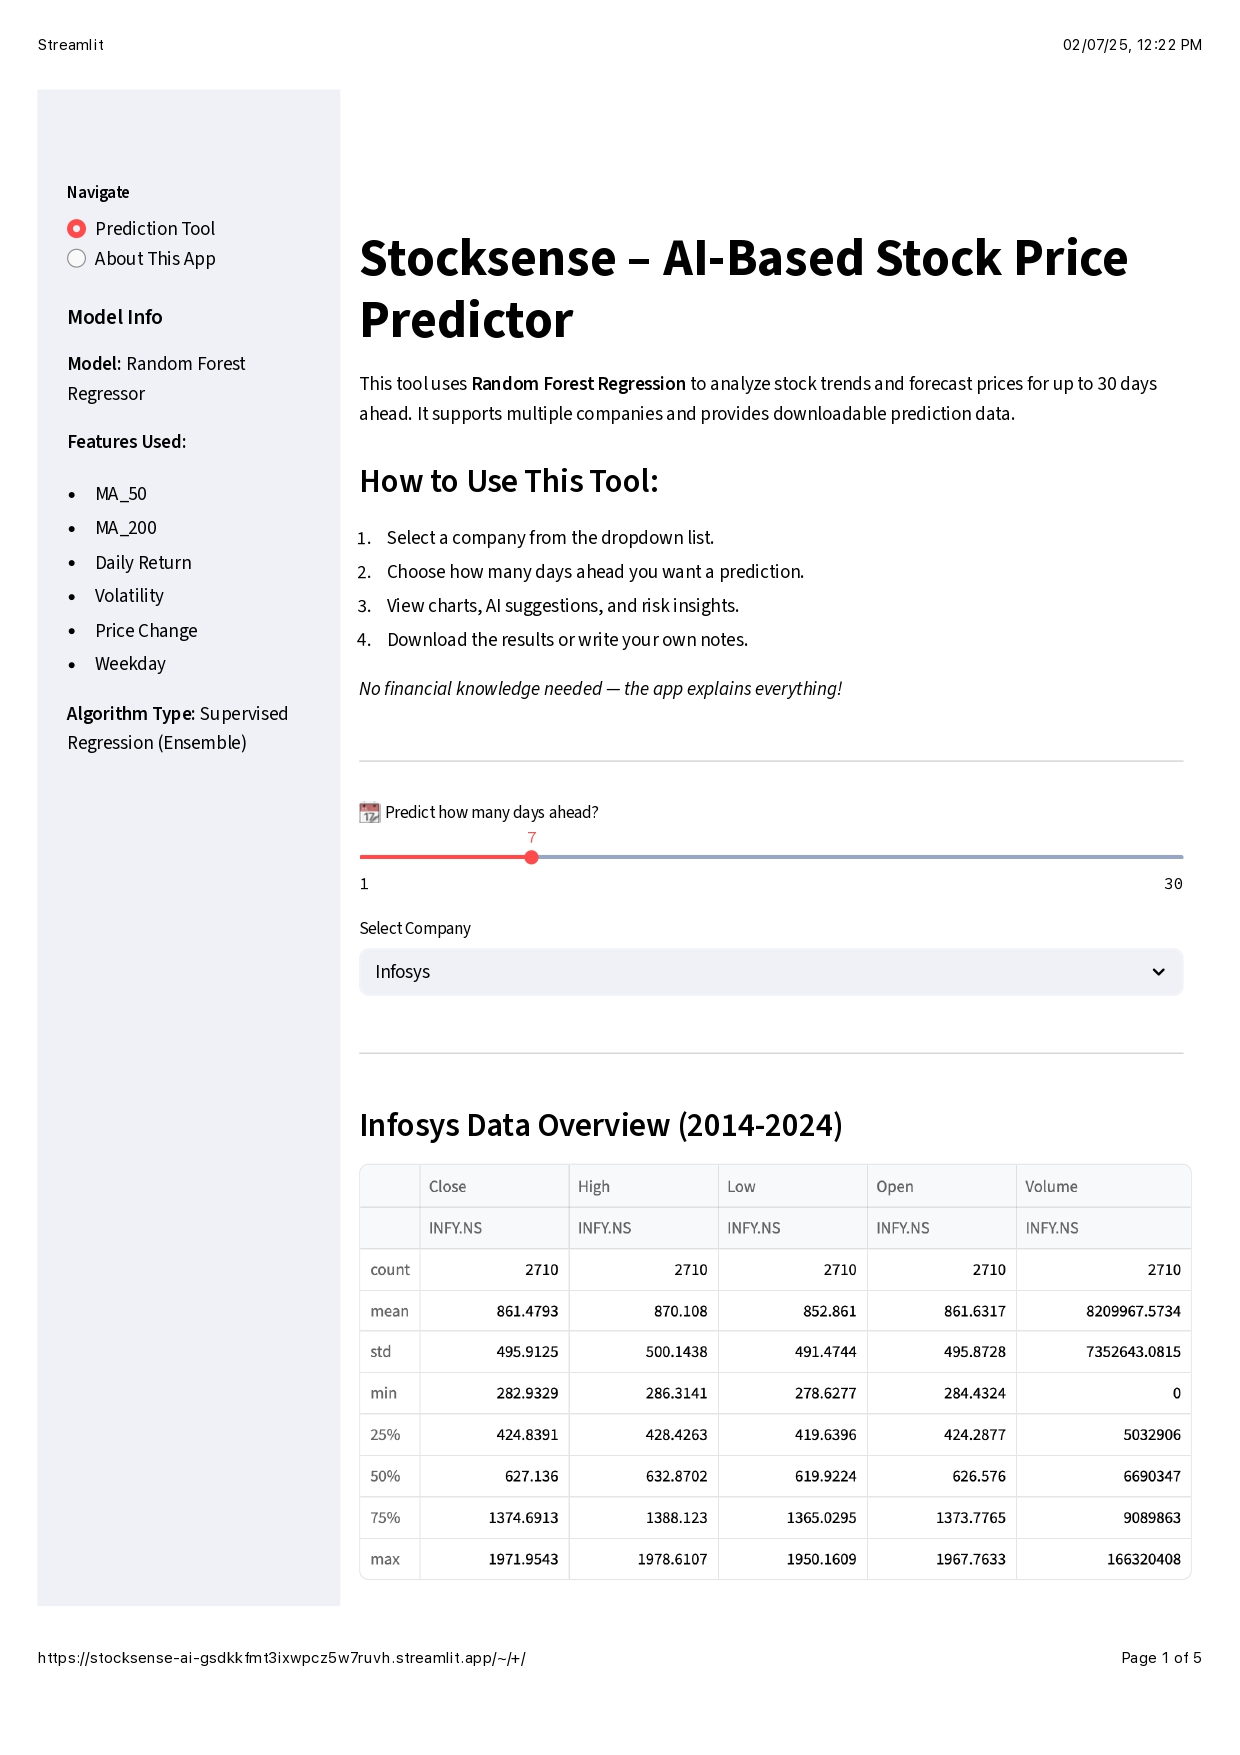 Streamlit
02/07/25, 12:22 PM
Navigate
Prediction Tool
About This App
Model Info
Model: Random Forest
Regressor
Features Used:
• MA_50
• MA_200
• Daily Return
• Volatility
• Price Change
• Weekday
Algorithm Type: Supervised
Regression (Ensemble)
Stocksense – AI-Based Stock Price
Predictor
This tool uses Random Forest Regression to analyze stock trends and forecast prices for up to 30 days
ahead. It supports multiple companies and provides downloadable prediction data.
How to Use This Tool:
1. Select a company from the dropdown list.
2. Choose how many days ahead you want a prediction.
3. View charts, AI suggestions, and risk insights.
4. Download the results or write your own notes.
No financial knowledge needed — the app explains everything!
Predict how many days ahead?
7
1 30
Select Company
Infosys
Infosys Data Overview (2014-2024)
Close High Low Open Volume
INFY.NS INFY.NS INFY.NS INFY.NS INFY.NS
count 2710 2710 2710 2710 2710
mean 861.4793 870.108 852.861 861.6317 8209967.5734
std 495.9125 500.1438 491.4744 495.8728 7352643.0815
min 282.9329 286.3141 278.6277 284.4324 0
25% 424.8391 428.4263 419.6396 424.2877 5032906
50% 627.136 632.8702 619.9224 626.576 6690347
75% 1374.6913 1388.123 1365.0295 1373.7765 9089863
max 1971.9543 1978.6107 1950.1609 1967.7633 166320408
https://stocksense-ai-gsdkkfmt3ixwpcz5w7ruvh.streamlit.app/~/+/
Page 1 of 5